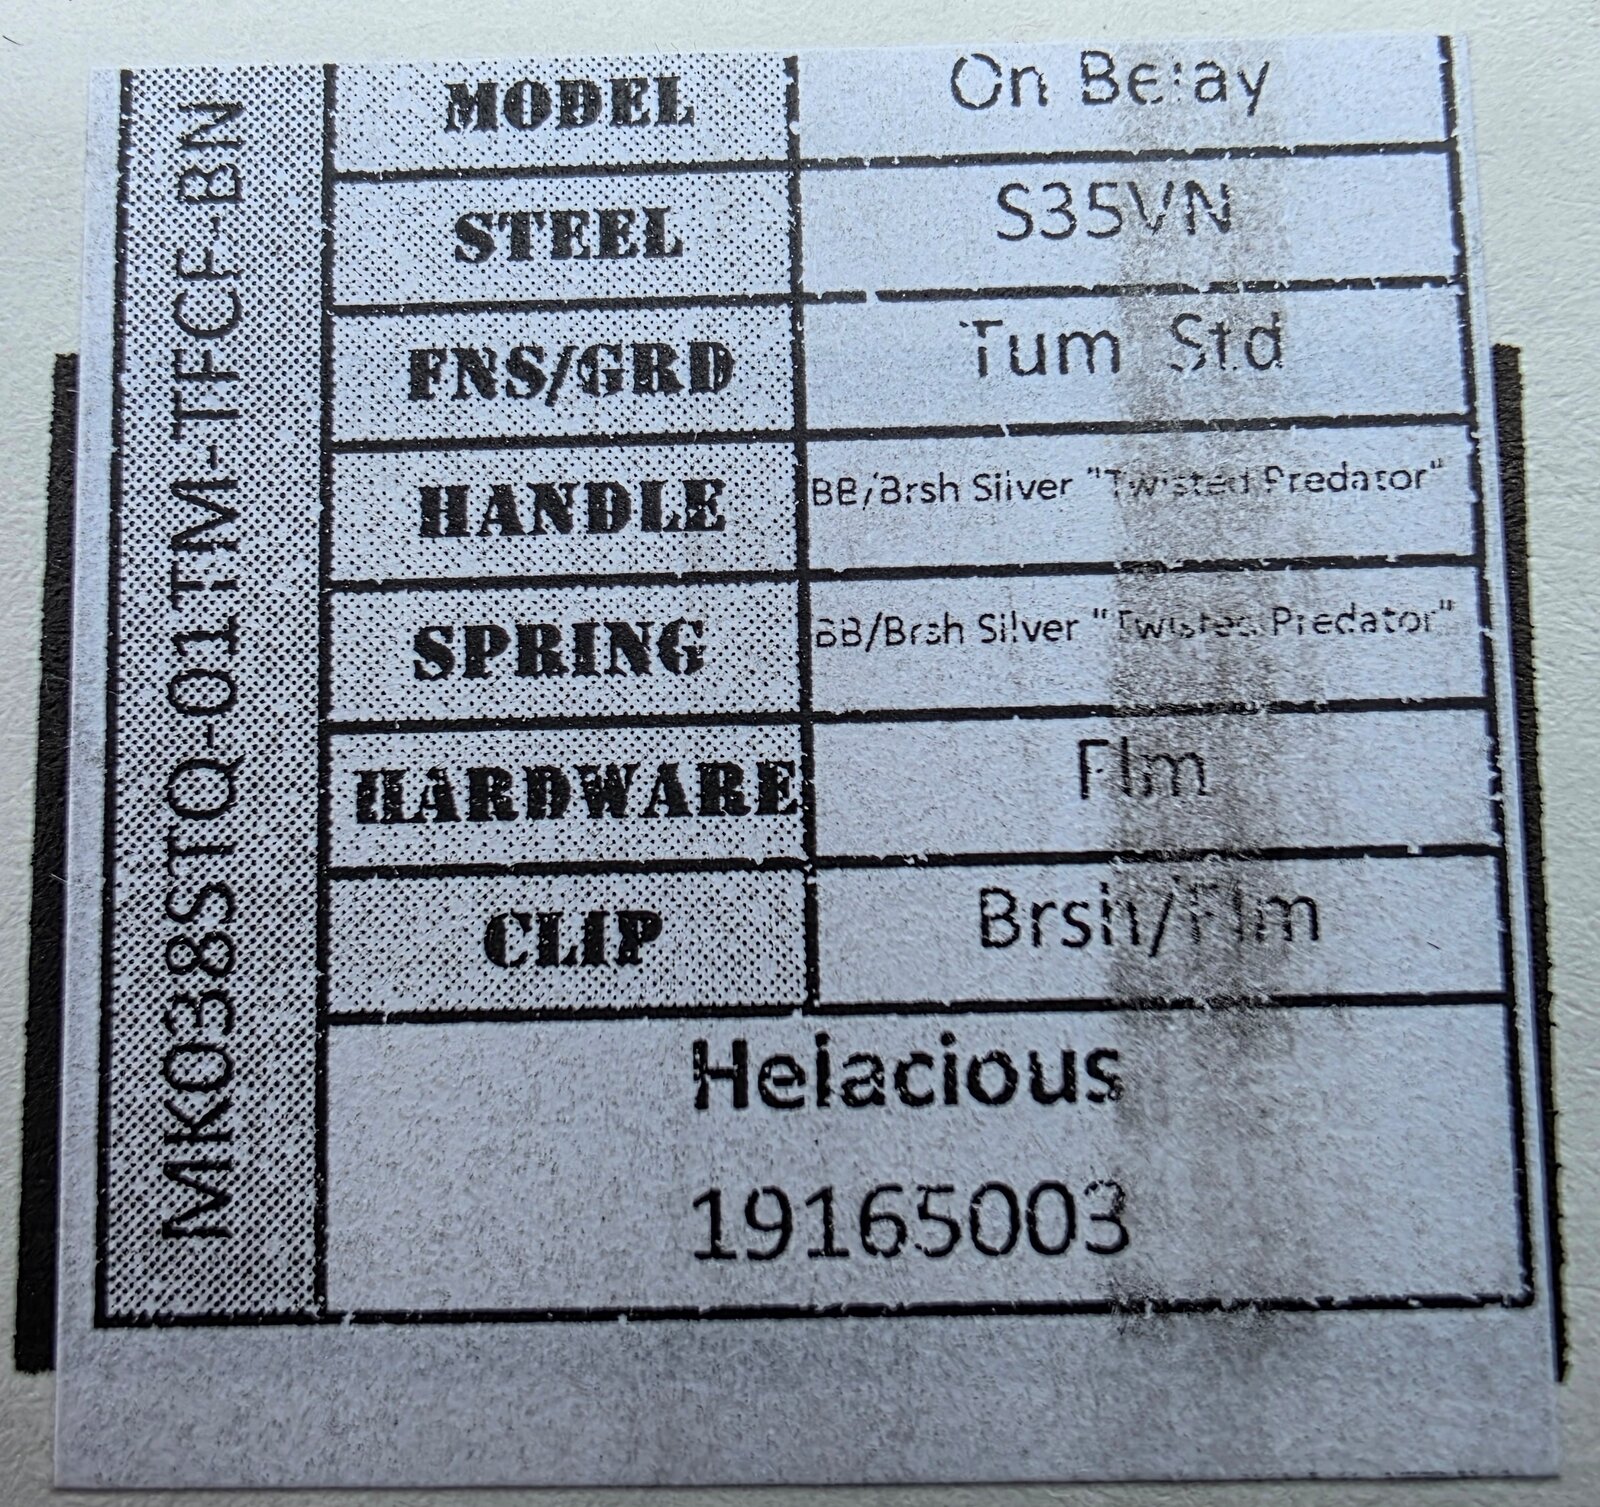 MK038STQ-01TM-TFCF-BN
MODEL On Belay
STEEL S35VN
FNS/GRD Tum Std
HANDLE BB/Brsh Silver "Twisted Predator"
SPRING BB/Brsh Silver "Twisted Predator"
HARDWARE Flm
CLIP Brsh/Flm
Helacious
19165003